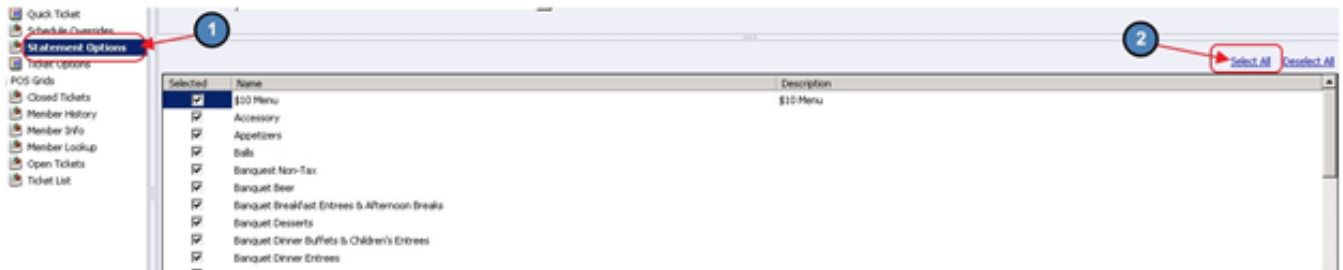 Quick Ticket
Schedule Overrides
Statement Options
Ticket Options
POS Grids
Closed Tickets
Member History
Member Info
Member Lookup
Open Tickets
Ticket List
1
2
Select All Deselect All
Selected Name Description
$10 Menu $10 Menu
Accessory
Appetizers
Balls
Banquest Non-Tax
Banquet Beer
Banquet Breakfast Entrees & Afternoon Breaks
Banquet Desserts
Banquet Dinner Buffets & Children's Entrees
Banquet Dinner Entrees